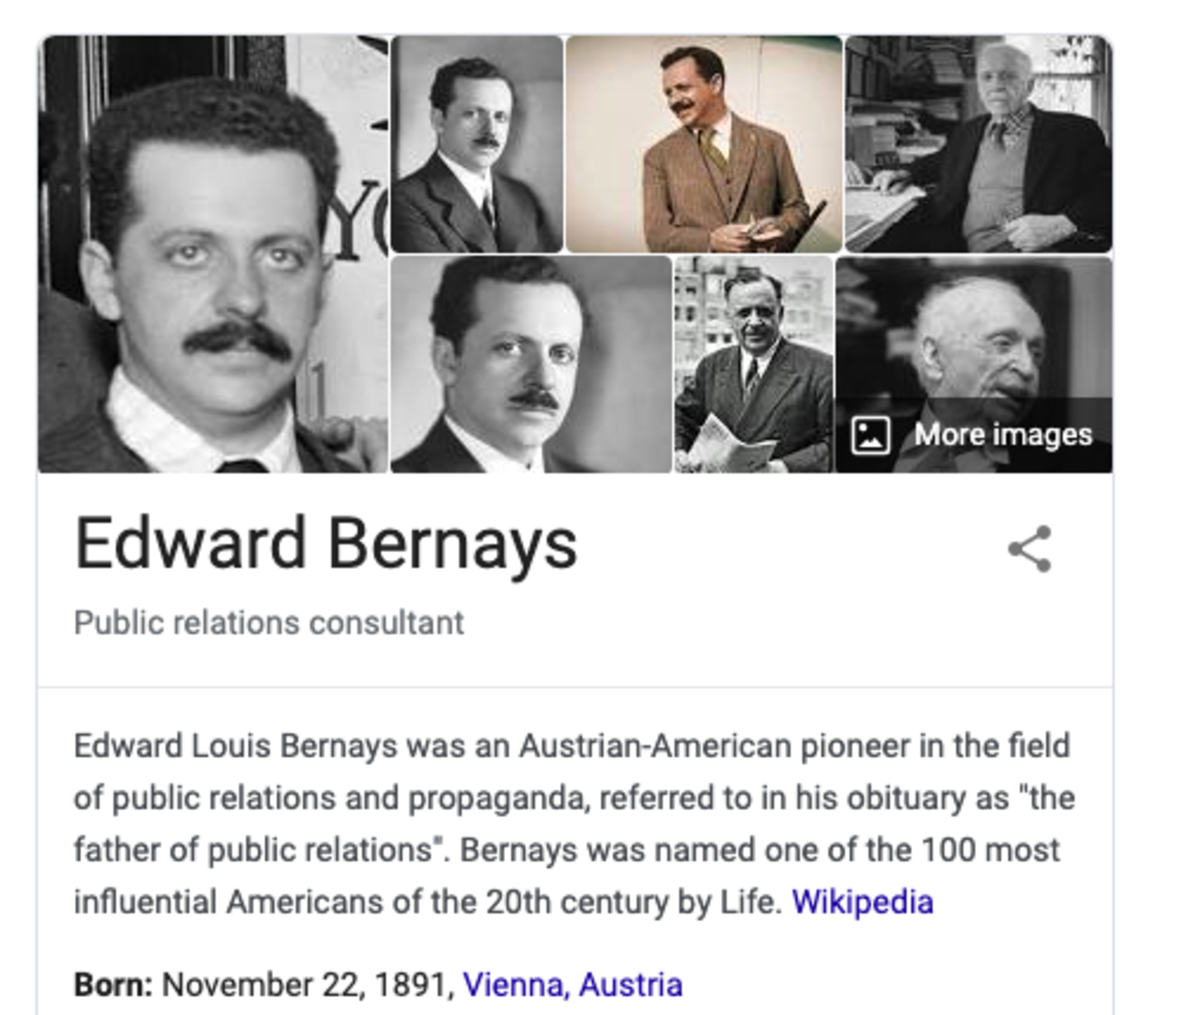 YO
1
More images
Edward Bernays
Public relations consultant
Edward Louis Bernays was an Austrian-American pioneer in the field
of public relations and propaganda, referred to in his obituary as "the
father of public relations". Bernays was named one of the 100 most
influential Americans of the 20th century by Life. Wikipedia
Born: November 22, 1891, Vienna, Austria